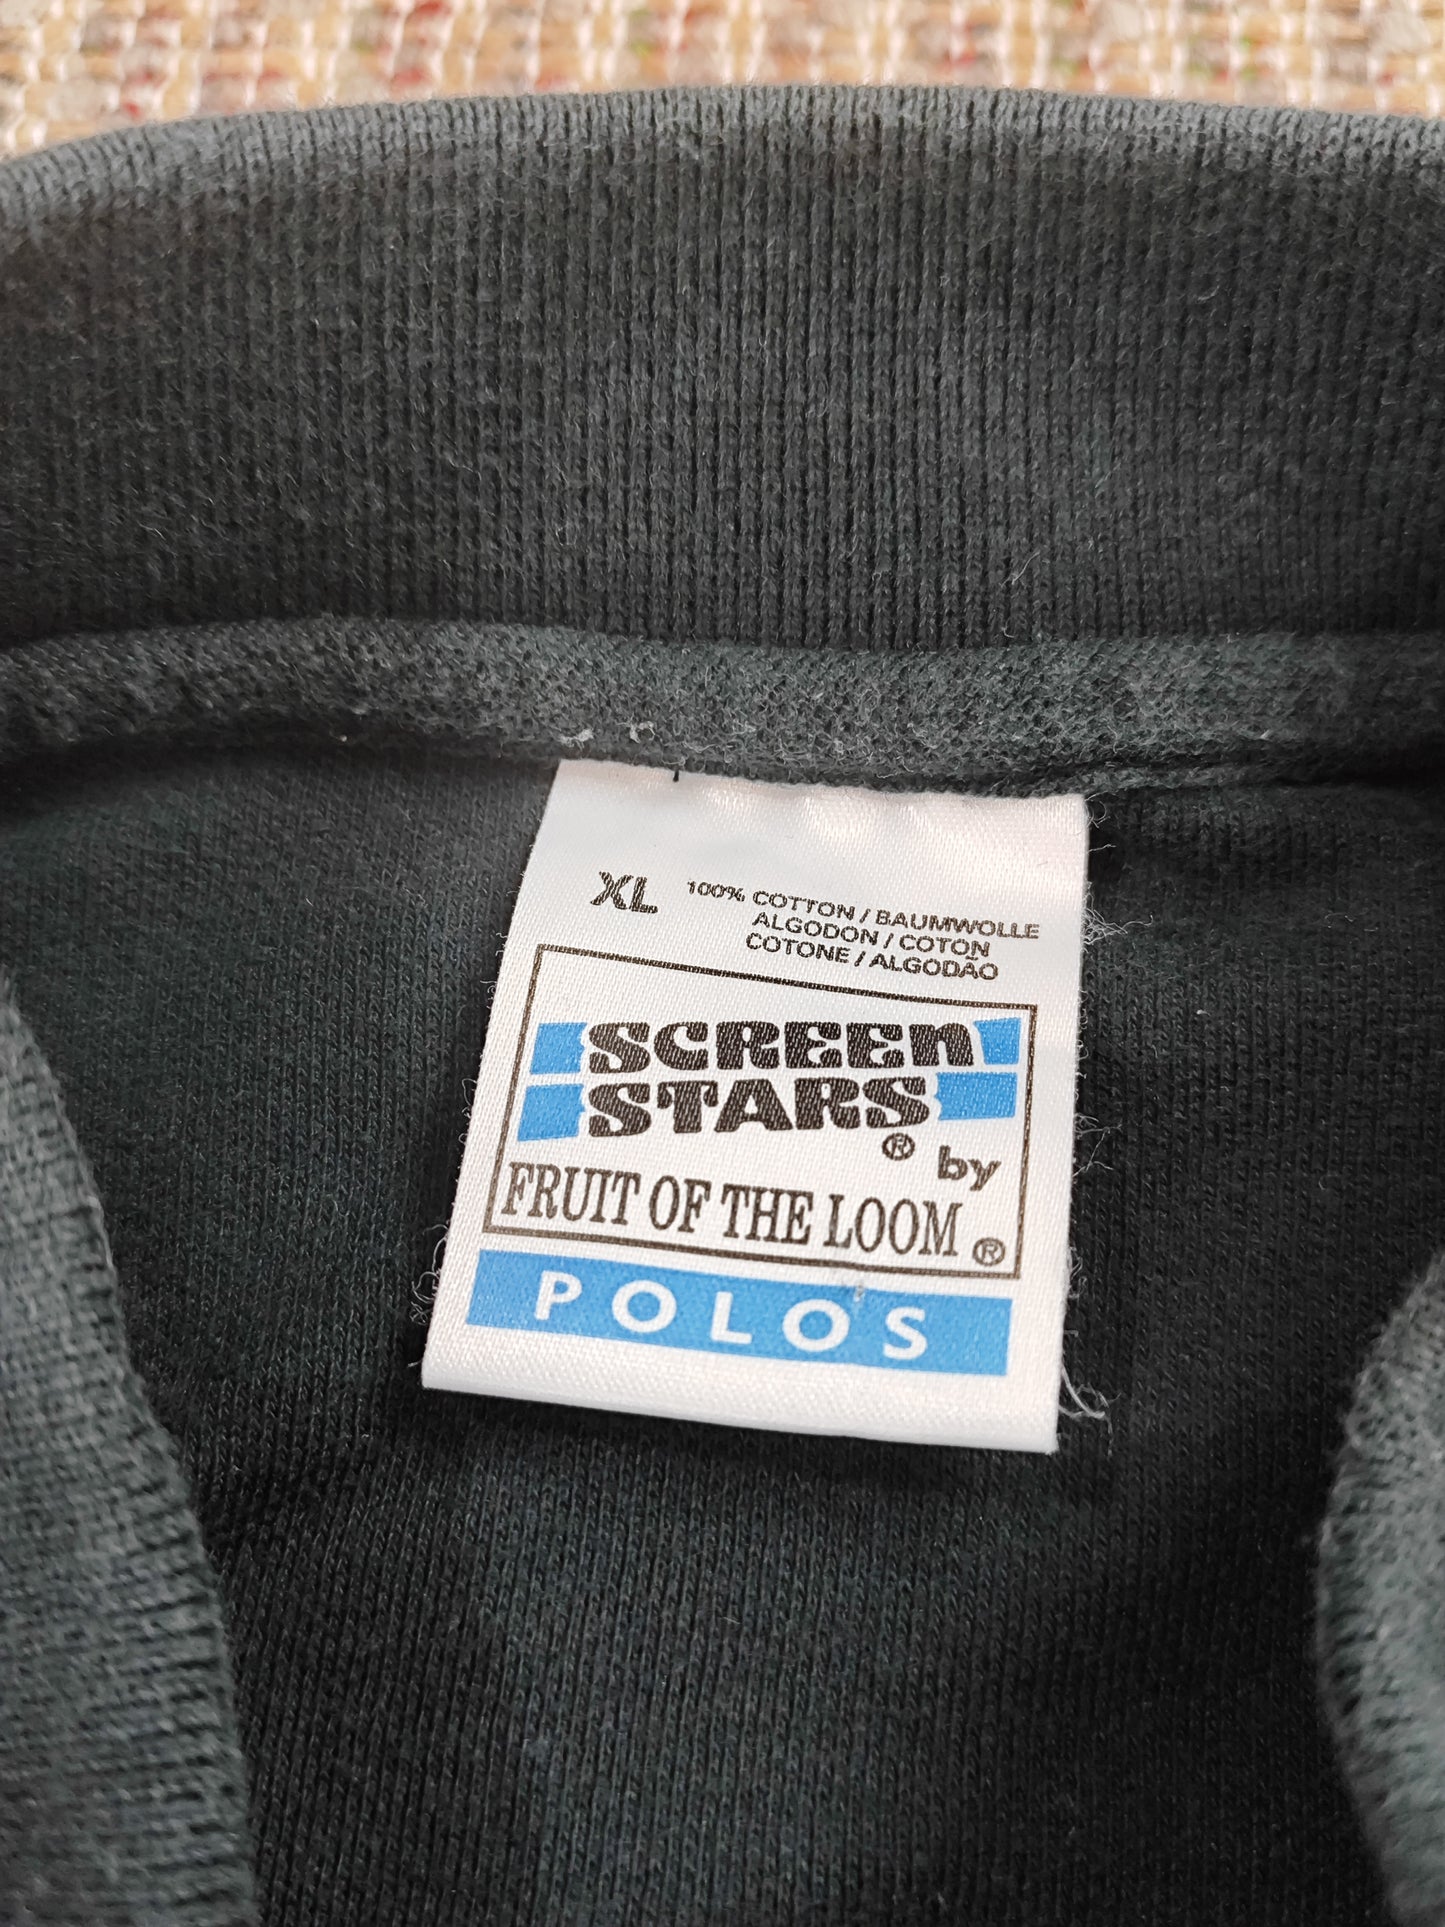 XL 100% COTTON / BAUMWOLLE
ALGODON / COTON
COTONE / ALGODÃO
SCREEN
STARS® by
FRUIT OF THE LOOM®
POLOS